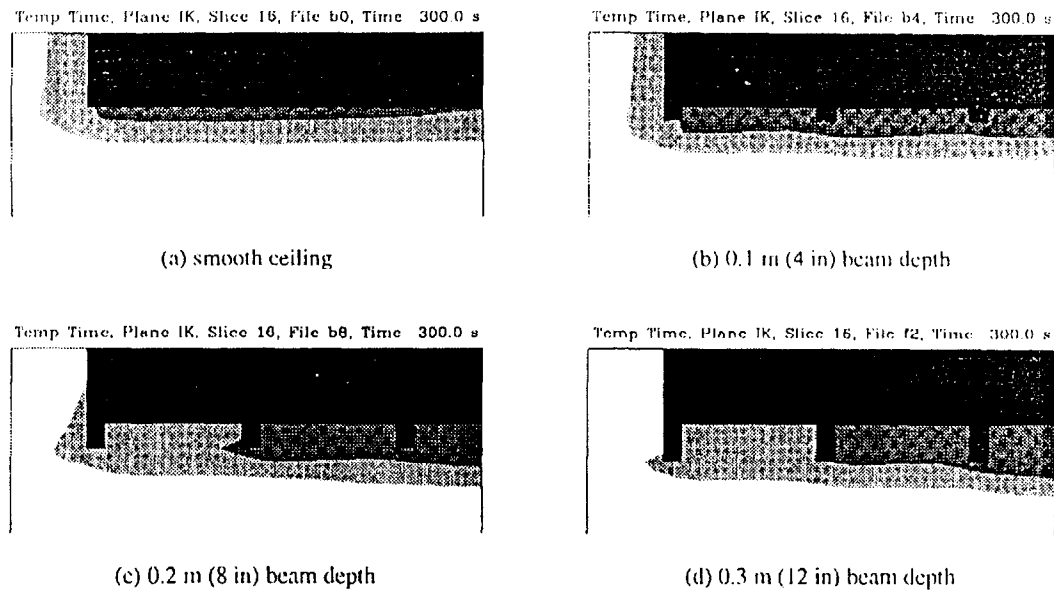 Temp Time, Plane IK, Slice 16, File b0, Time 300.0 s
Temp Time, Plane IK, Slice 16, File b4, Time 300.0 s
(a) smooth ceiling
(b) 0.1 m (4 in) beam depth
Temp Time, Plane IK, Slice 16, File b8, Time 300.0 s
Temp Time, Plane IK, Slice 16, File f2, Time 300.0 s
(c) 0.2 m (8 in) beam depth
(d) 0.3 m (12 in) beam depth